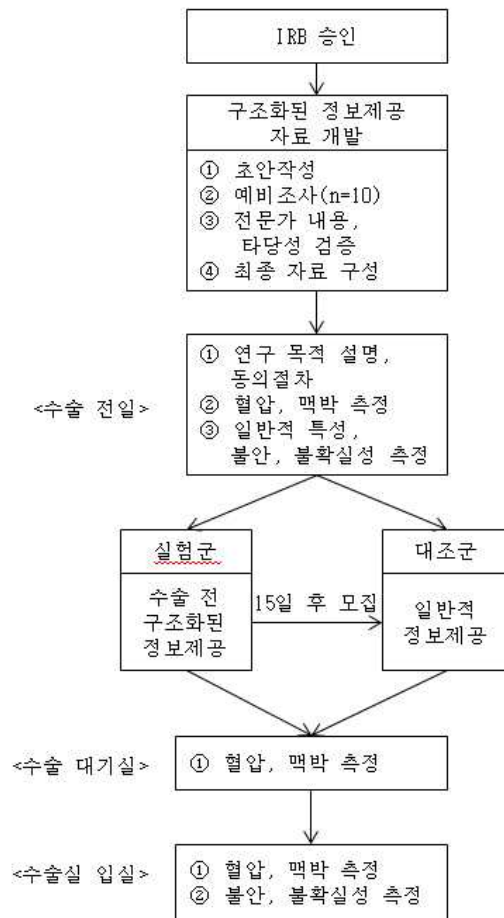 IRB 승인
구조화된 정보제공
자료 개발
① 초안작성
② 예비조사(n=10)
③ 전문가 내용,
타당성 검증
④ 최종 자료 구성
<수술 전일>
① 연구 목적 설명,
동의절차
② 혈압, 맥박 측정
③ 일반적 특성,
불안, 불확실성 측정
실험군
수술 전
구조화된
정보제공
15일 후 모집
대조군
일반적
정보제공
<수술 대기실>
① 혈압, 맥박 측정
<수술실 입실>
① 혈압, 맥박 측정
② 불안, 불확실성 측정